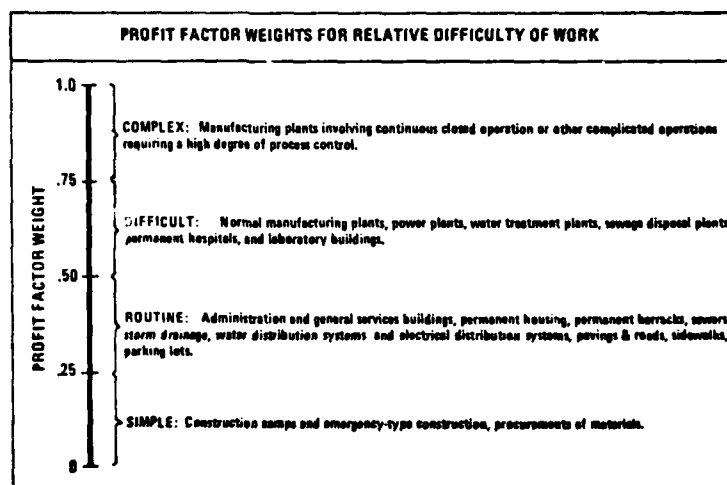 PROFIT FACTOR WEIGHTS FOR RELATIVE DIFFICULTY OF WORK
PROFIT FACTOR WEIGHT
1.0
COMPLEX: Manufacturing plants involving continuous closed operation or other complicated operations
requiring a high degree of process control.
.75
DIFFICULT: Normal manufacturing plants, power plants, water treatment plants, sewage disposal plants
permanent hospitals, and laboratory buildings.
.50
ROUTINE: Administration and general services buildings, permanent housing, permanent barracks, sewers
storm drainage, water distribution systems and electrical distribution systems, pavings & roads, sidewalks,
parking lots.
.25
SIMPLE: Construction camps and emergency-type construction, procurements of materials.
0